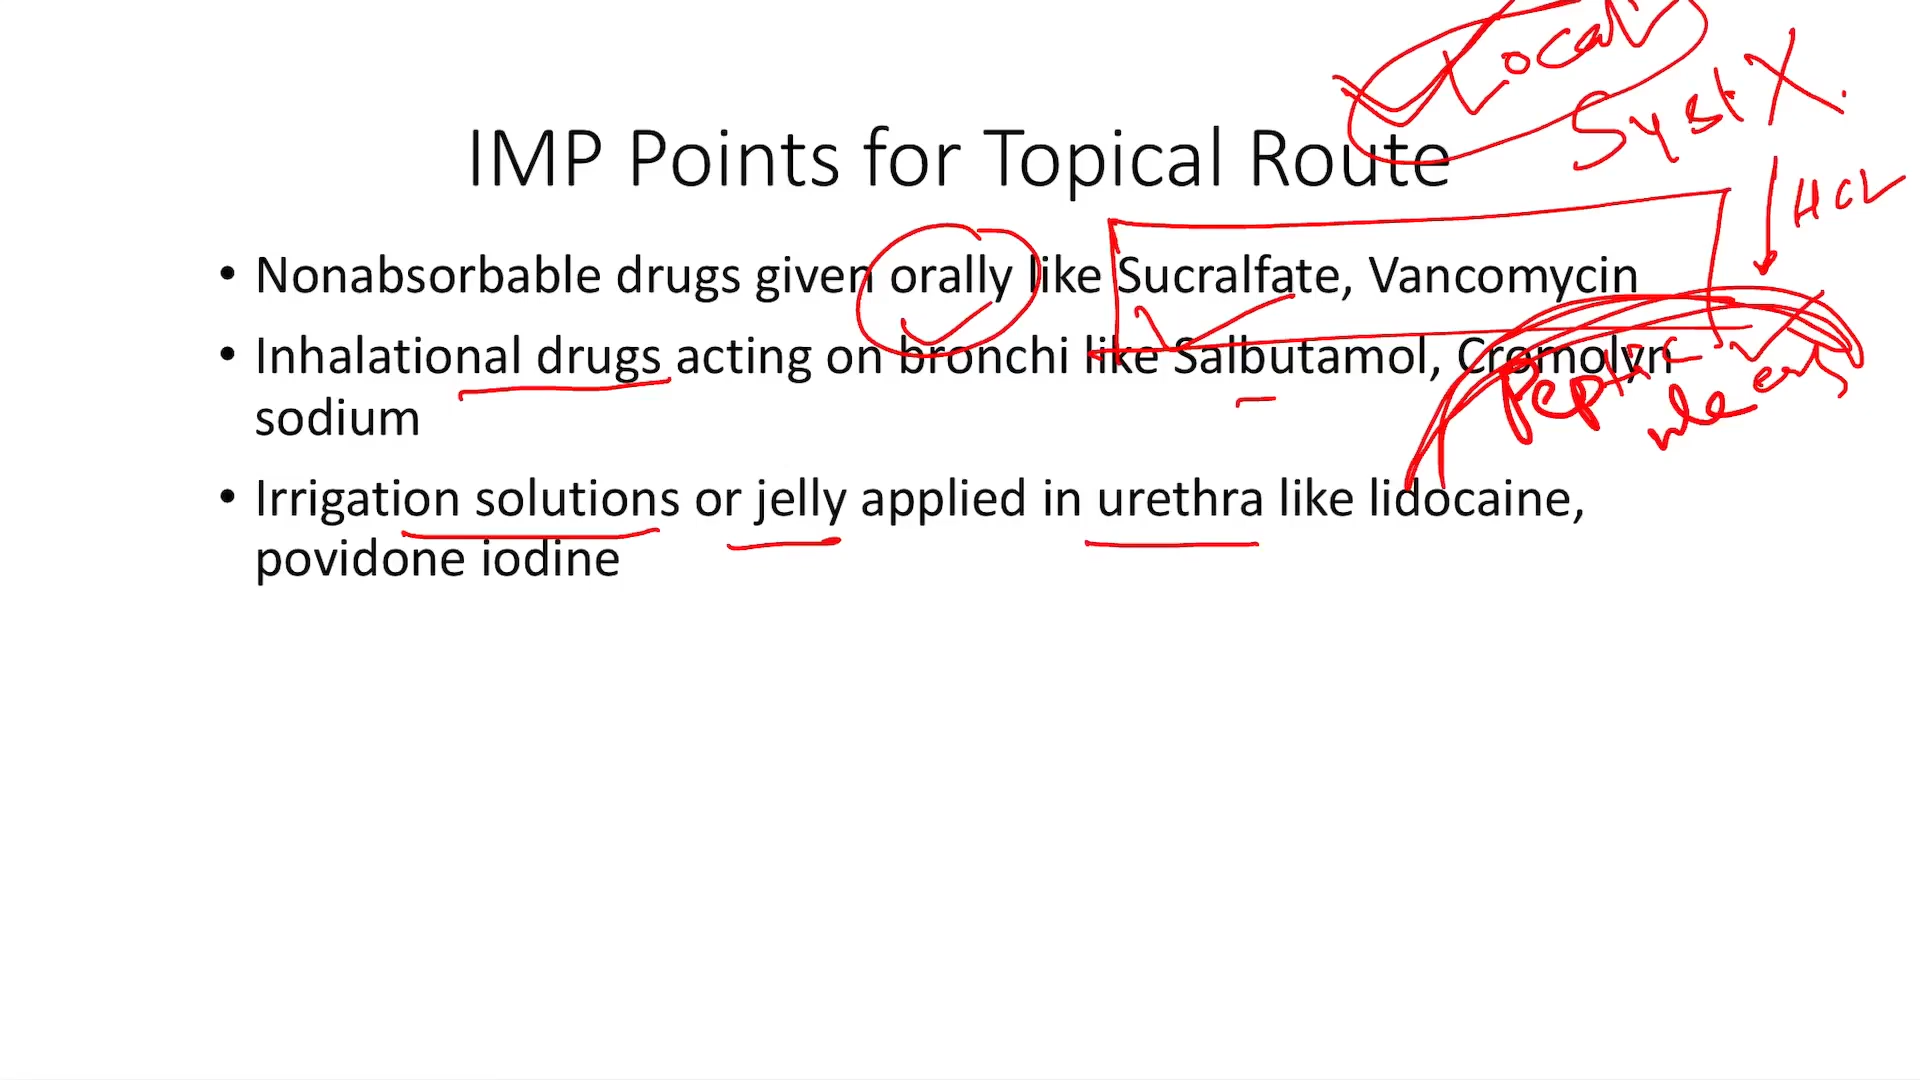 Local
Syst X
IMP Points for Topical Route
HCL
• Nonabsorbable drugs given orally like Sucralfate, Vancomycin
• Inhalational drugs acting on bronchi like Salbutamol, Cromolyn
sodium
Peptic
ulcers
• Irrigation solutions or jelly applied in urethra like lidocaine,
povidone iodine